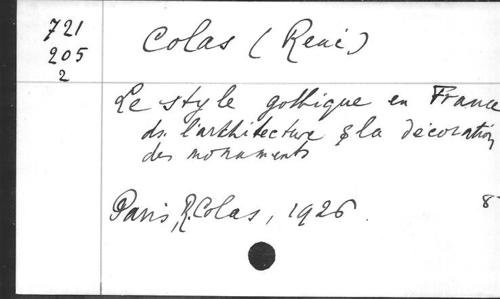 721
205
2
Colas (René)
Le style gothique en France
ds. l'architecture & la décoration
des monuments
Paris, R. Colas, 1926.
8